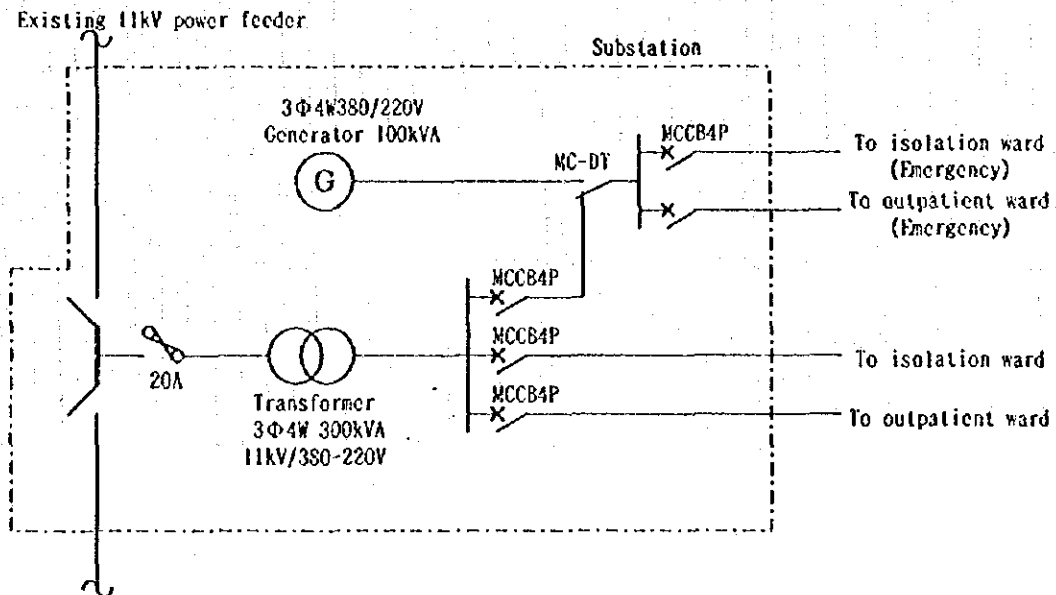 Existing 11kV power feeder
Substation
3Φ4W380/220V
Generator 100kVA
G
MC-DT
MCCB4P
To isolation ward
(Emergency)
To outpatient ward
(Emergency)
MCCB4P
MCCB4P
MCCB4P
20A
Transformer
3Φ4W 300kVA
11kV/380-220V
To isolation ward
To outpatient ward